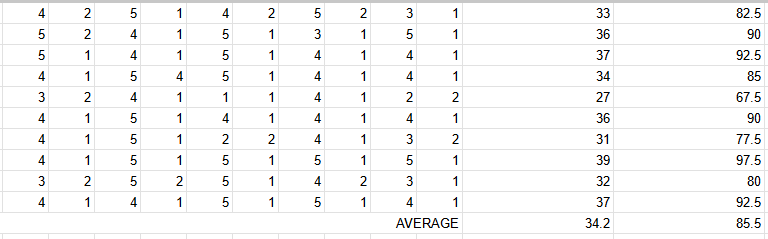 4 2 5 1 4 2 5 2 3 1 33 82.5
5 2 4 1 5 1 3 1 5 1 36 90
5 1 4 1 5 1 4 1 4 1 37 92.5
4 1 5 4 5 1 4 1 4 1 34 85
3 2 4 1 1 1 4 1 2 2 27 67.5
4 1 5 1 4 1 4 1 4 1 36 90
4 1 5 1 2 2 4 1 3 2 31 77.5
4 1 5 1 5 1 5 1 5 1 39 97.5
3 2 5 2 5 1 4 2 3 1 32 80
4 1 4 1 5 1 5 1 4 1 37 92.5
AVERAGE 34.2 85.5